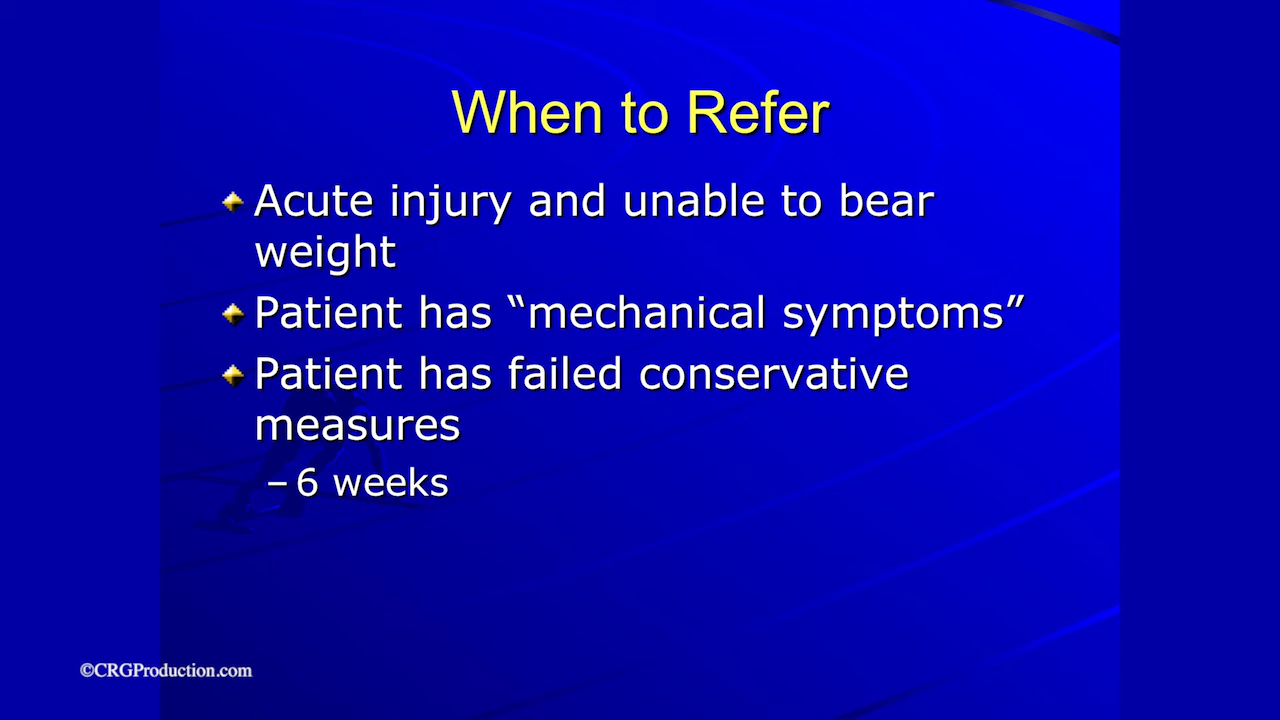 When to Refer
Acute injury and unable to bear
weight
Patient has “mechanical symptoms”
Patient has failed conservative
measures
– 6 weeks
©CRGProduction.com